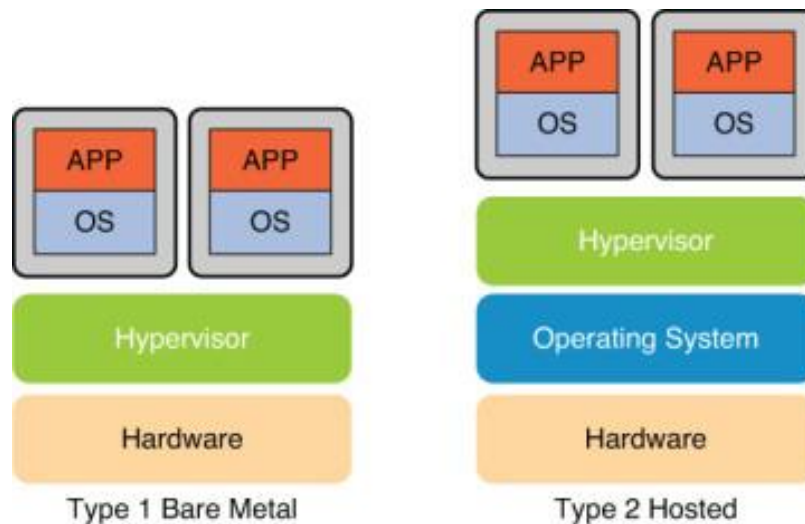 APP
OS
APP
OS
Hypervisor
Hardware
Type 1 Bare Metal
APP
OS
APP
OS
Hypervisor
Operating System
Hardware
Type 2 Hosted